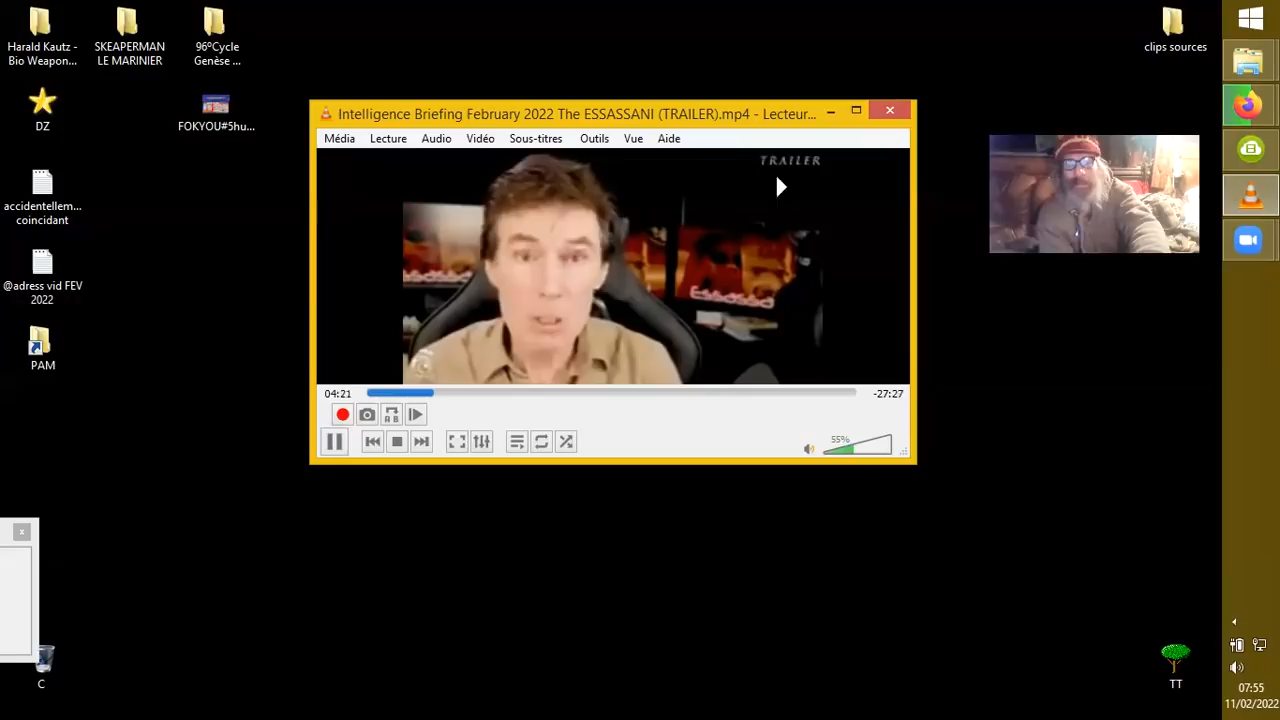 Harald Kautz -
Bio Weapon...
SKEAPERMAN
LE MARINIER
96°Cycle
Genèse ...
clips sources
DZ
FOKYOU#5hu...
Intelligence Briefing February 2022 The ESSASSANI (TRAILER).mp4 - Lecteur...
Média Lecture Audio Vidéo Sous-titres Outils Vue Aide
TRAILER
accidentellem...
coincidant
@adress vid FEV
2022
PAM
04:21
-27:27
A B
55%
x
C
TT
07:55
11/02/2022